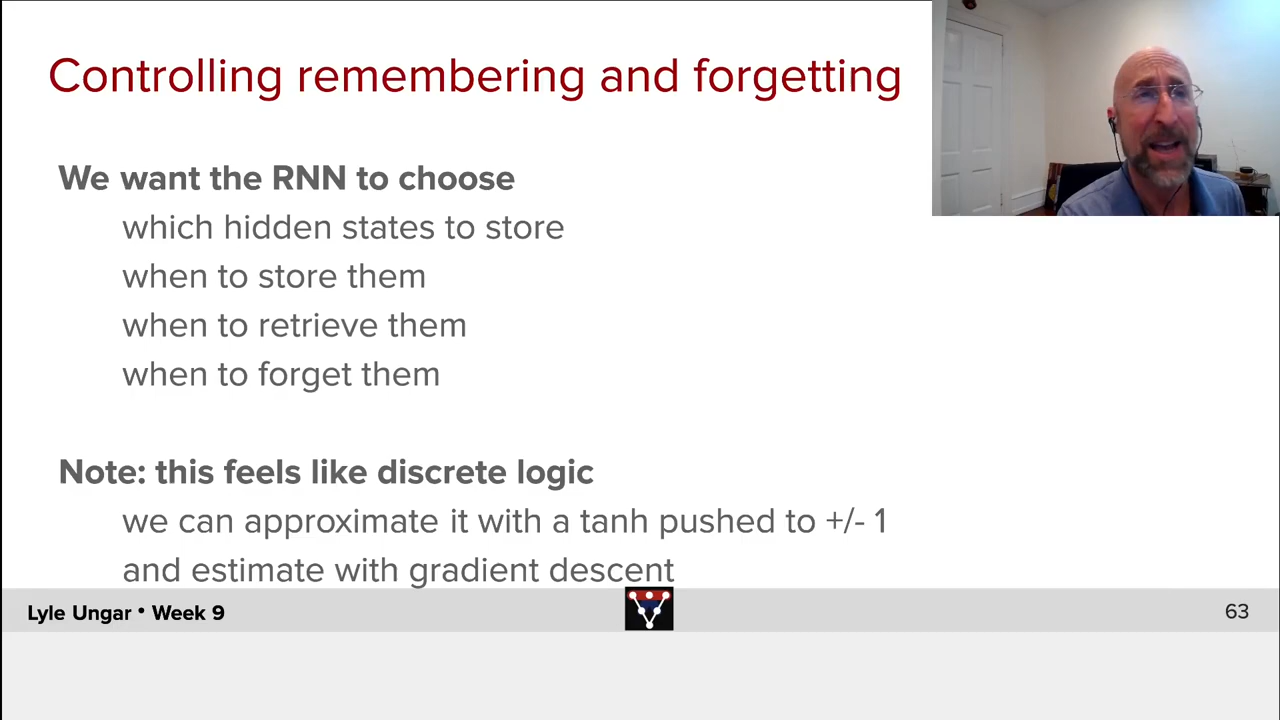 Controlling remembering and forgetting
We want the RNN to choose
which hidden states to store
when to store them
when to retrieve them
when to forget them
Note: this feels like discrete logic
we can approximate it with a tanh pushed to +/- 1
and estimate with gradient descent
Lyle Ungar • Week 9
63